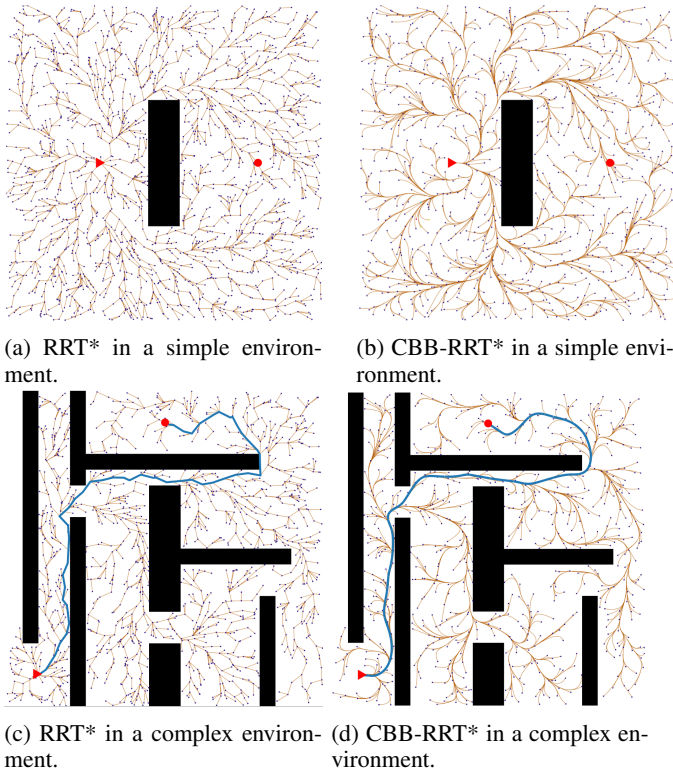 (a) RRT* in a simple environ-
ment.
(b) CBB-RRT* in a simple envi-
ronment.
(c) RRT* in a complex environ-
ment.
(d) CBB-RRT* in a complex en-
vironment.